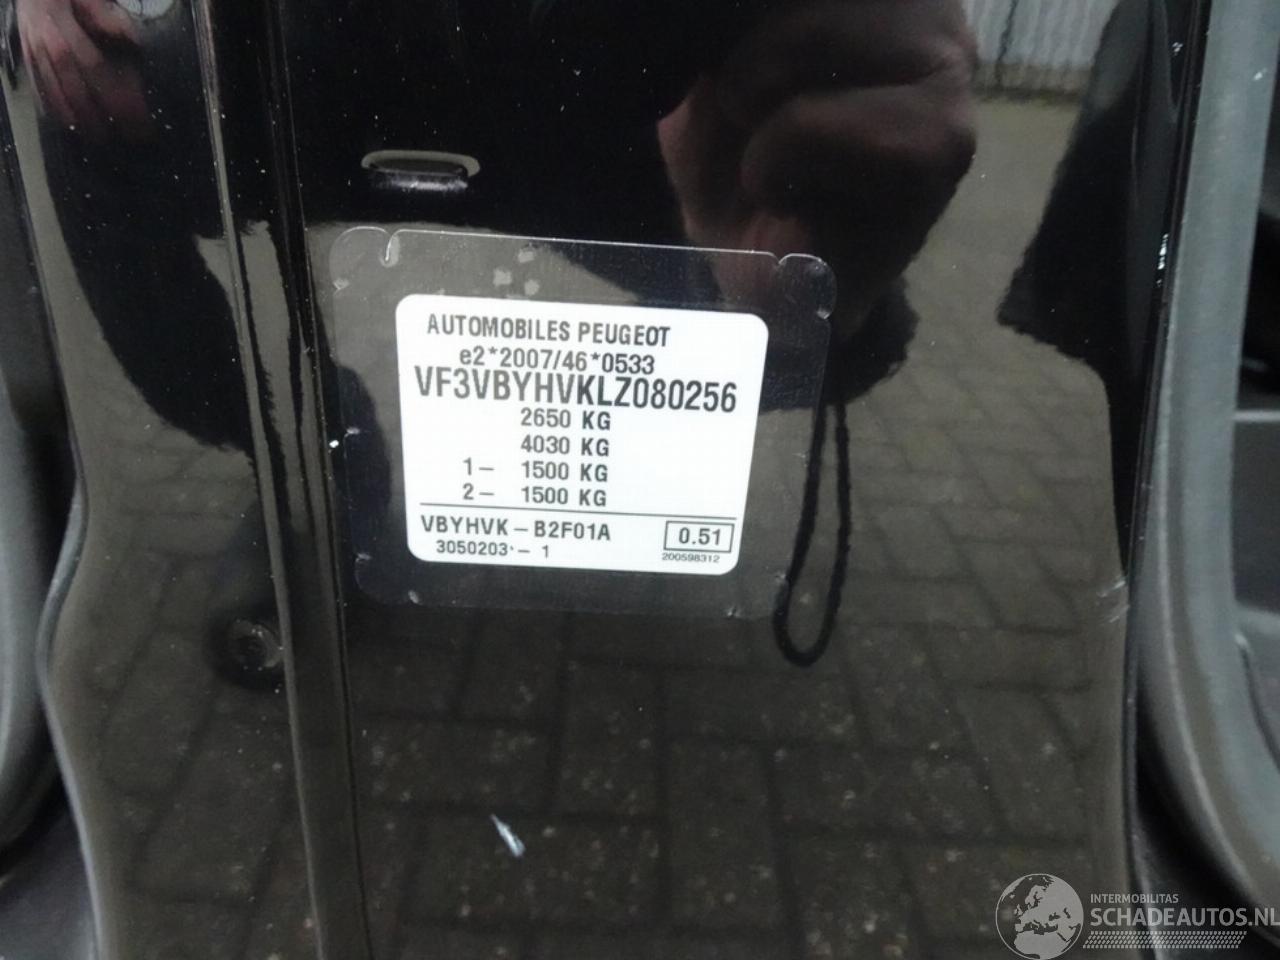 AUTOMOBILES PEUGEOT
e2*2007/46*0533
VF3VBYHVKLZ080256
2650 KG
4030 KG
1- 1500 KG
2- 1500 KG
VBYHVK - B2F01A 0.51
3050203 - 1 200598312
INTERMOBILITAS
SCHADEAUTOS.NL